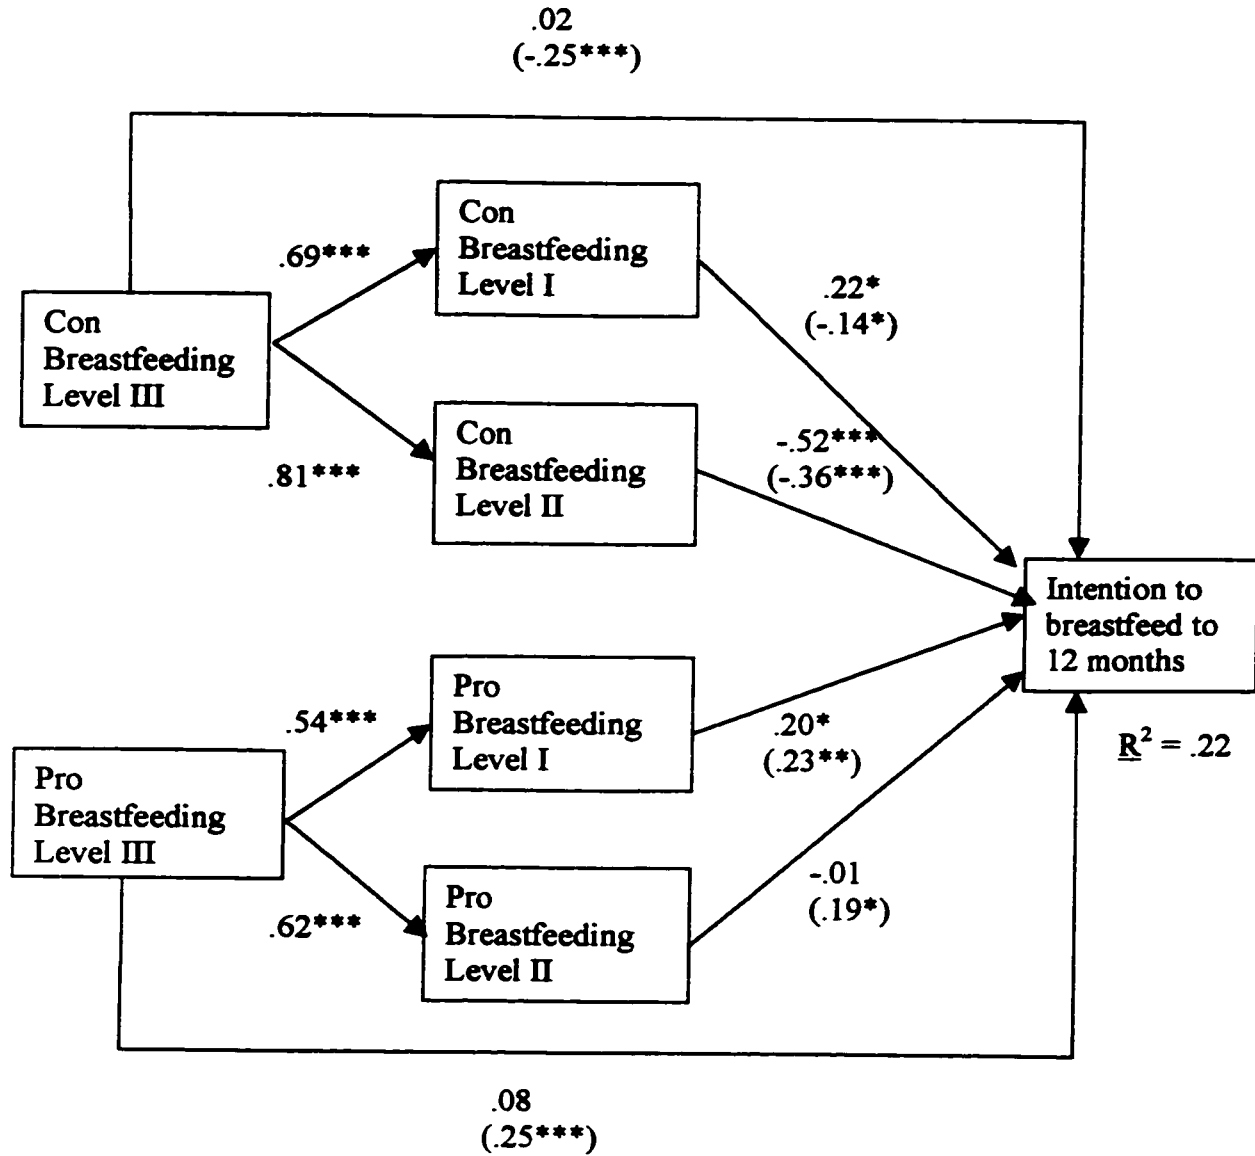 .02
(-.25***)
Con
Breastfeeding
Level I
.69***
.22*
(-.14*)
Con
Breastfeeding
Level III
Con
Breastfeeding
Level II
-.52***
(-.36***)
.81***
Intention to
breastfeed to
12 months
Pro
Breastfeeding
Level I
.54***
.20*
(.23**)
R² = .22
Pro
Breastfeeding
Level III
Pro
Breastfeeding
Level II
-.01
(.19*)
.62***
.08
(.25***)